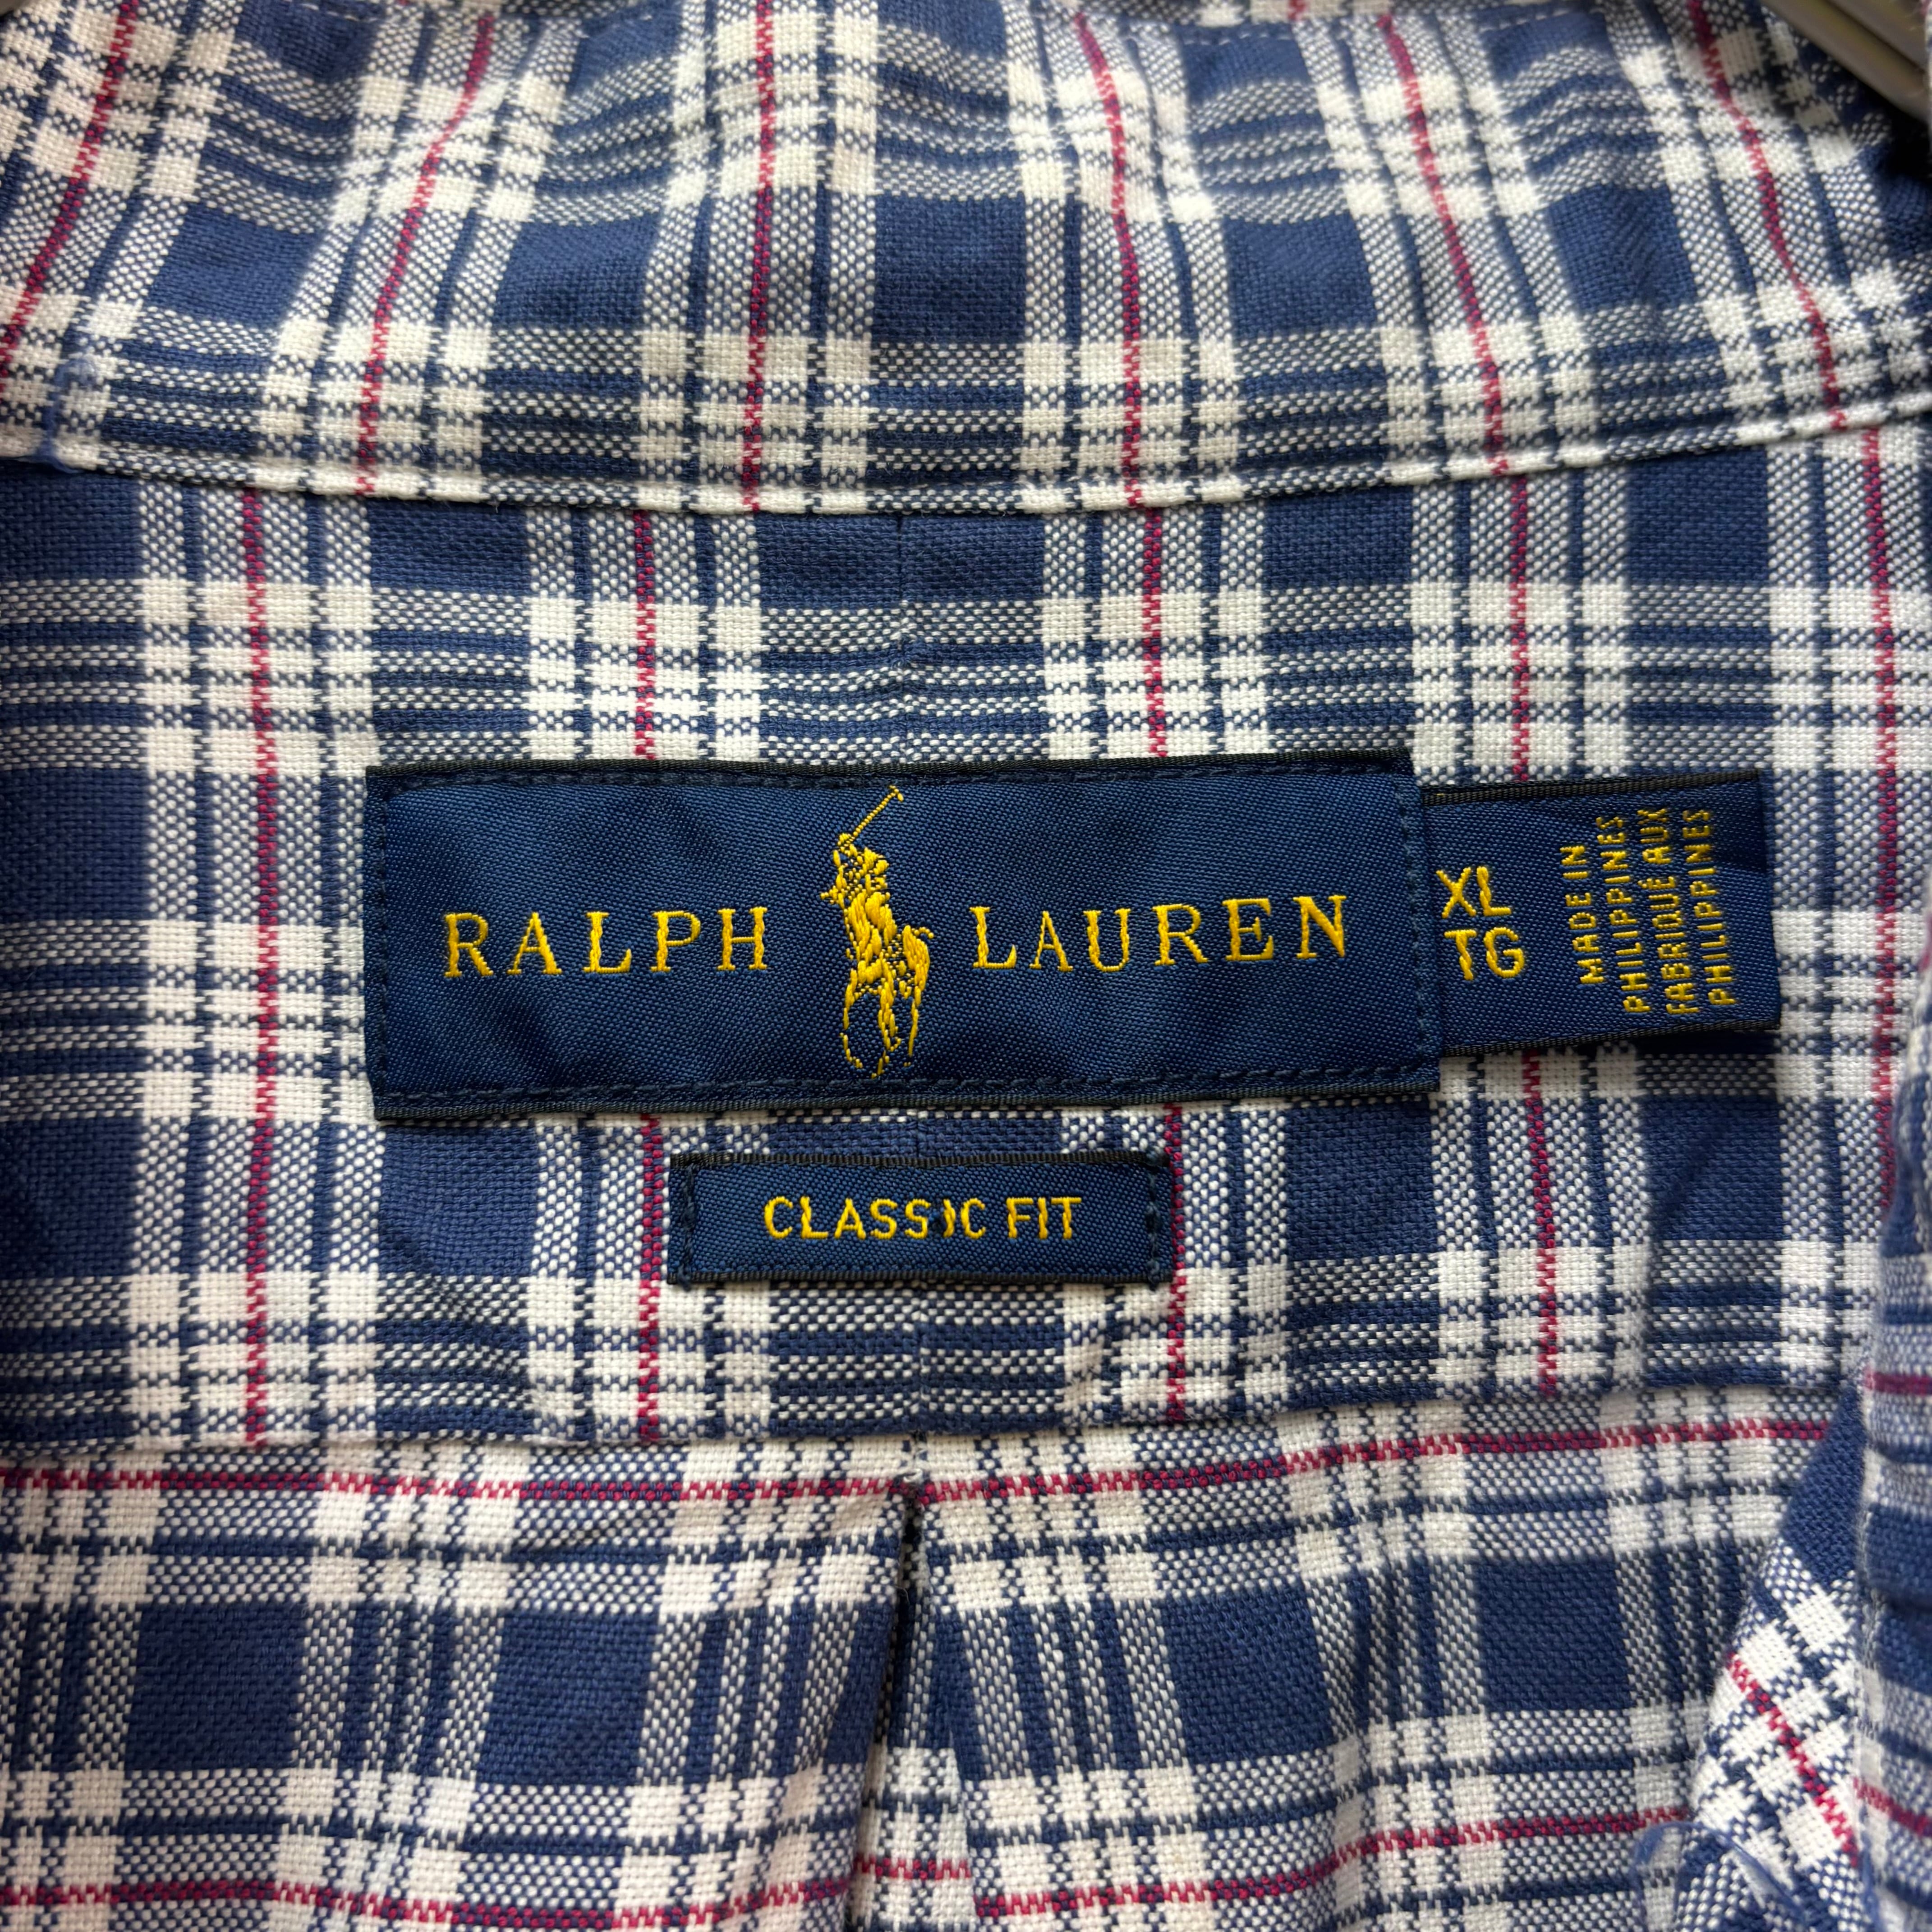 RALPH LAUREN
XL
TG
MADE IN
PHILIPPINES
FABRIQUÉ AUX
PHILIPPINES
CLASSIC FIT